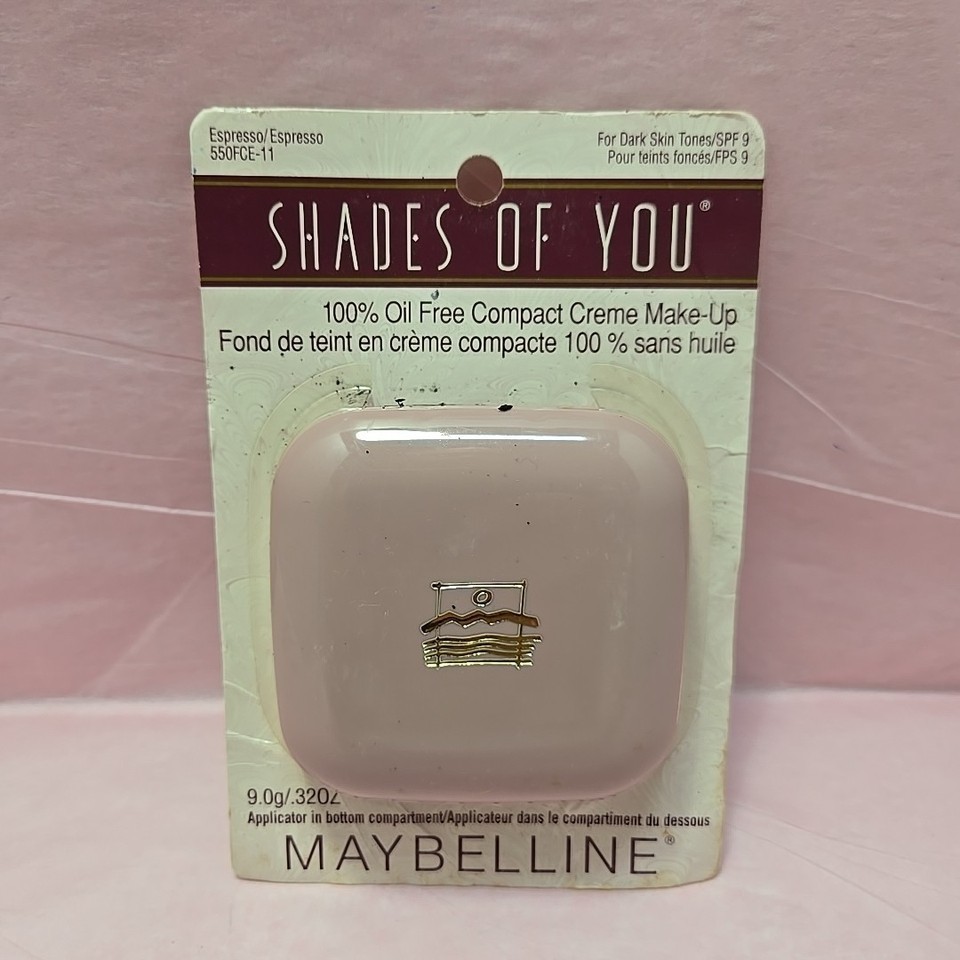 Espresso/Espresso
550FCE-11
For Dark Skin Tones/SPF 9
Pour teints foncés/FPS 9
SHADES OF YOU®
100% Oil Free Compact Creme Make-Up
Fond de teint en crème compacte 100 % sans huile
9.0g/.32OZ
Applicator in bottom compartment/Applicateur dans le compartiment du dessous
MAYBELLINE®